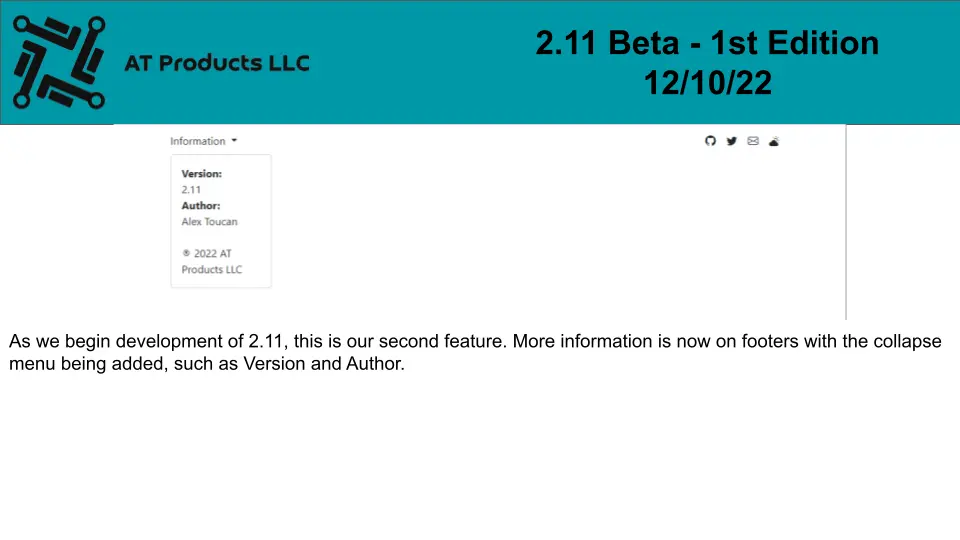 AT Products LLC
2.11 Beta - 1st Edition
12/10/22
Information
Version:
2.11
Author:
Alex Toucan
® 2022 AT
Products LLC
As we begin development of 2.11, this is our second feature. More information is now on footers with the collapse
menu being added, such as Version and Author.